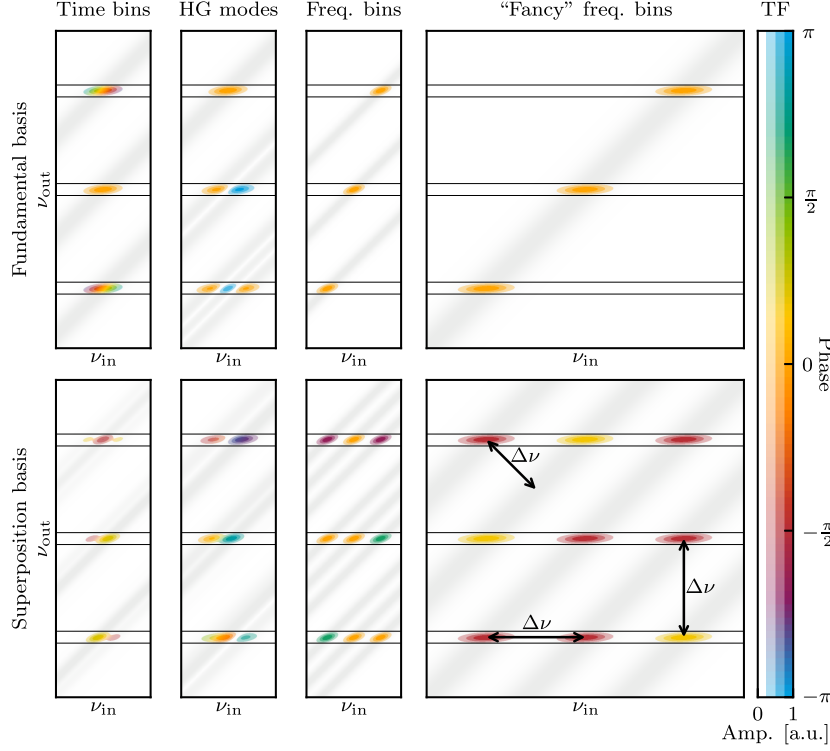 Time bins HG modes Freq. bins “Fancy” freq. bins TF
Fundamental basis
ν_out
ν_in ν_in ν_in ν_in
π
π/2
0
−π/2
−π
Phase
Superposition basis
ν_out
Δν
Δν
Δν
ν_in ν_in ν_in ν_in
0 1
Amp. [a.u.]